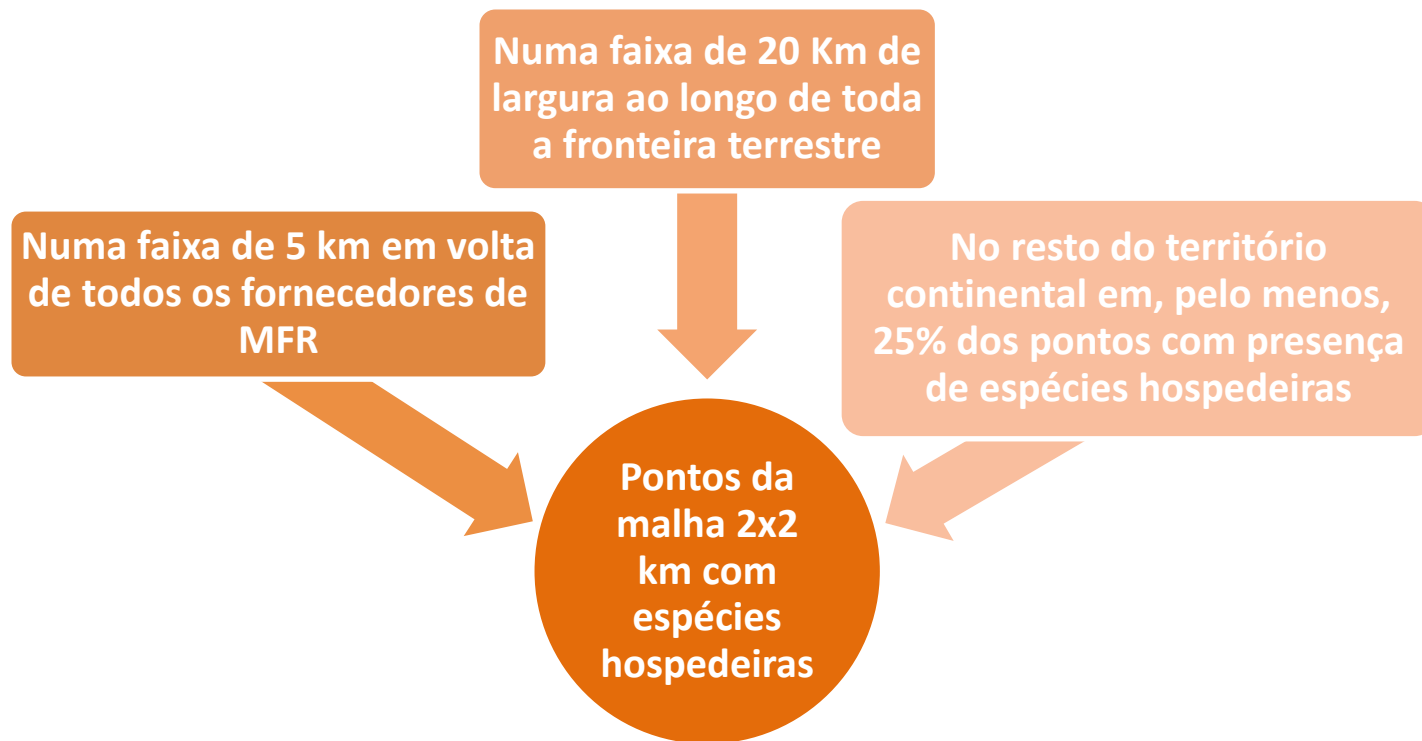 Numa faixa de 20 Km de
largura ao longo de toda
a fronteira terrestre
Numa faixa de 5 km em volta
de todos os fornecedores de
MFR
No resto do território
continental em, pelo menos,
25% dos pontos com presença
de espécies hospedeiras
Pontos da
malha 2x2
km com
espécies
hospedeiras